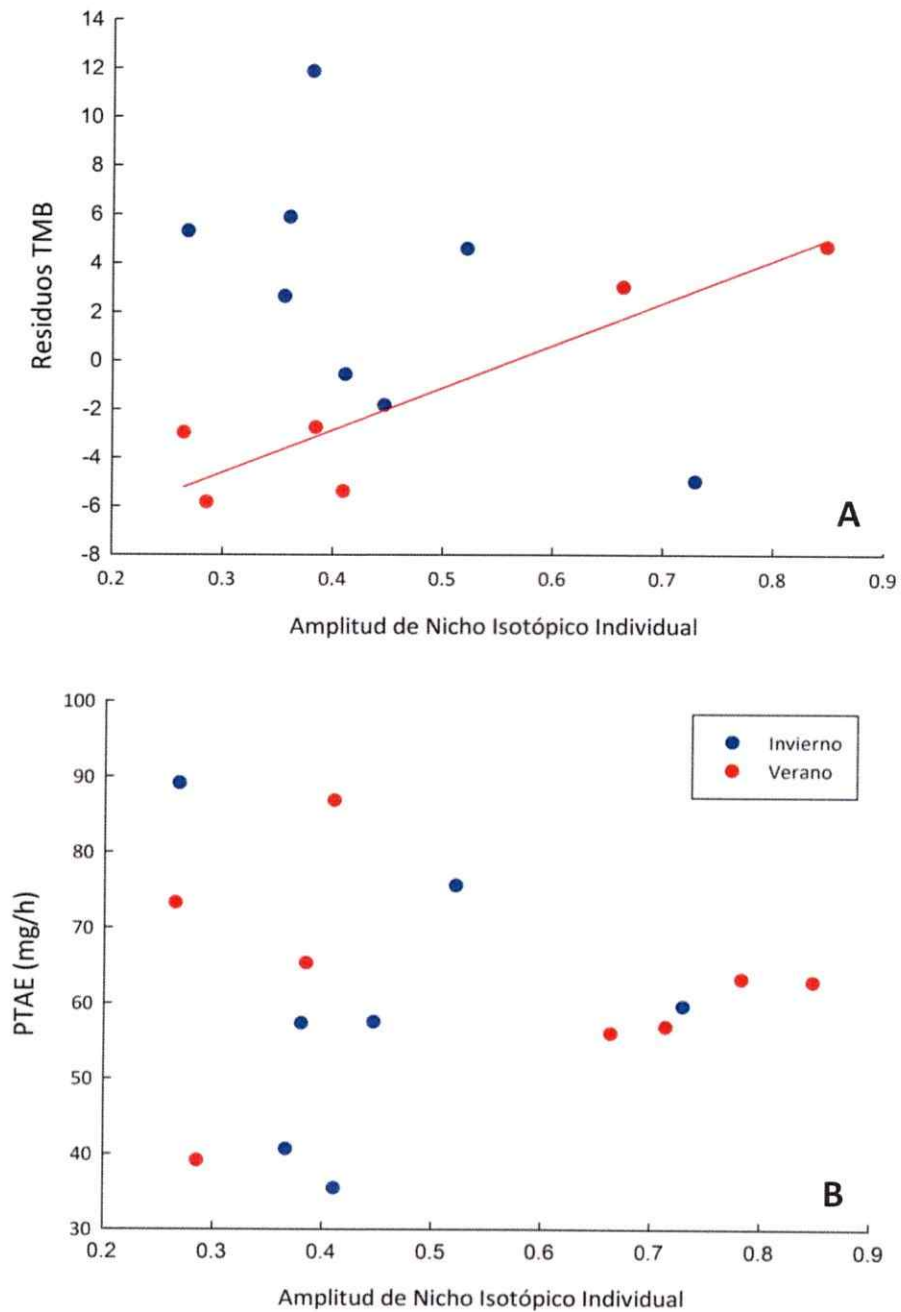 14
12
10
8
6
4
2
0
-2
-4
-6
-8
Residuos TMB
A
0.2 0.3 0.4 0.5 0.6 0.7 0.8 0.9
Amplitud de Nicho Isotópico Individual
100
90
80
70
60
50
40
30
PTAE (mg/h)
Invierno
Verano
B
0.2 0.3 0.4 0.5 0.6 0.7 0.8 0.9
Amplitud de Nicho Isotópico Individual